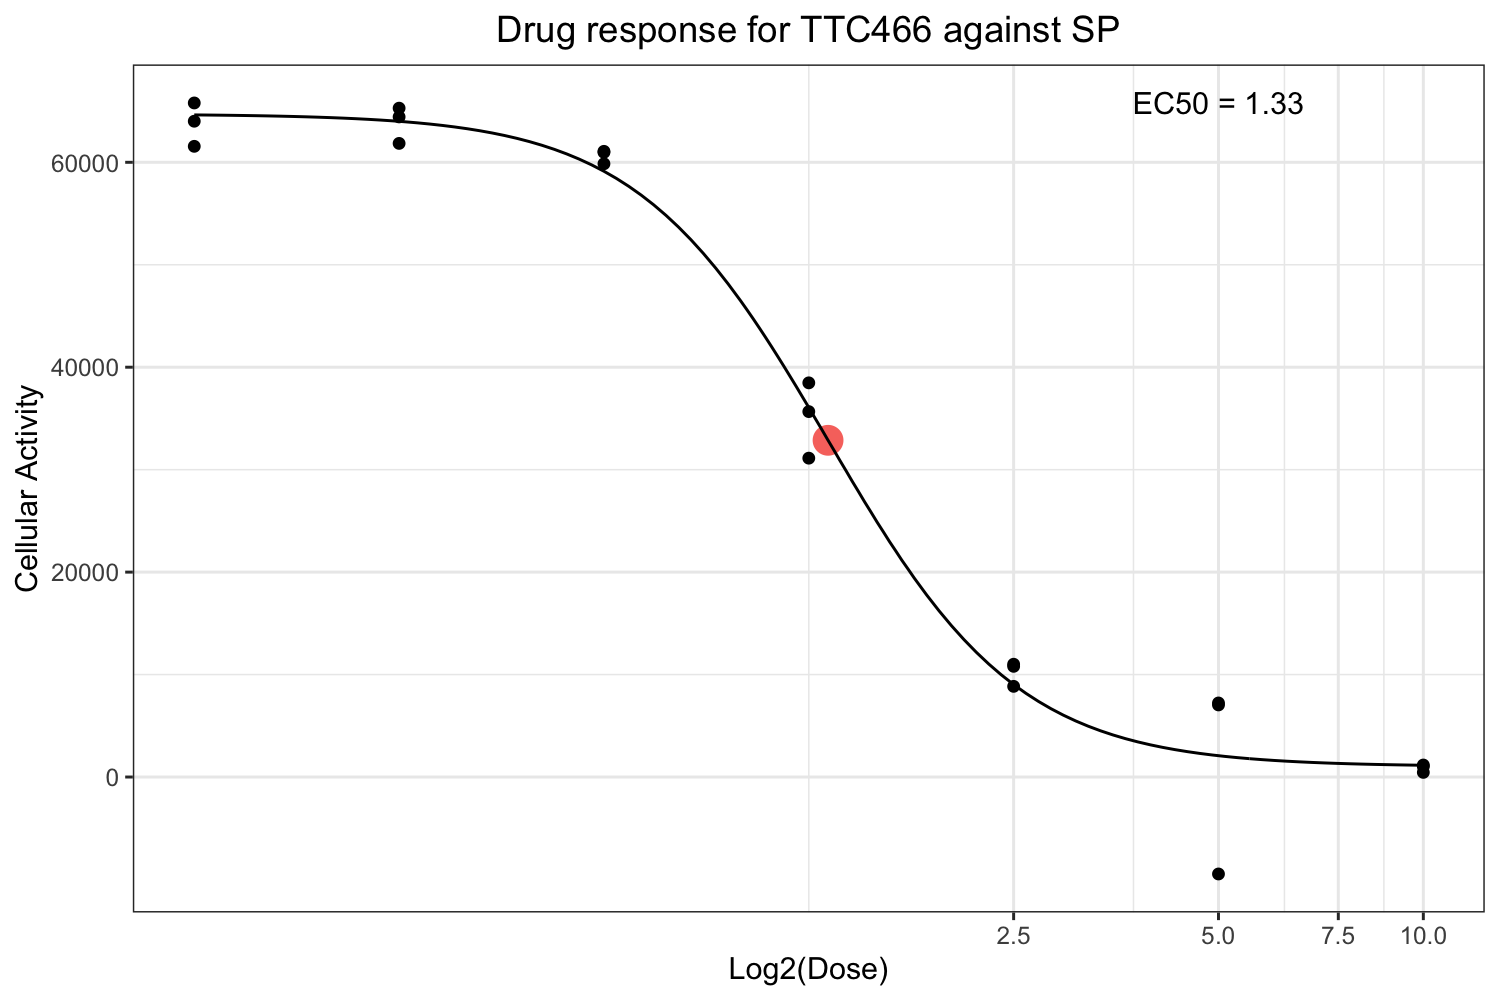 Drug response for TTC466 against SP
EC50 = 1.33
Cellular Activity
60000
40000
20000
0
2.5 5.0 7.5 10.0
Log2(Dose)